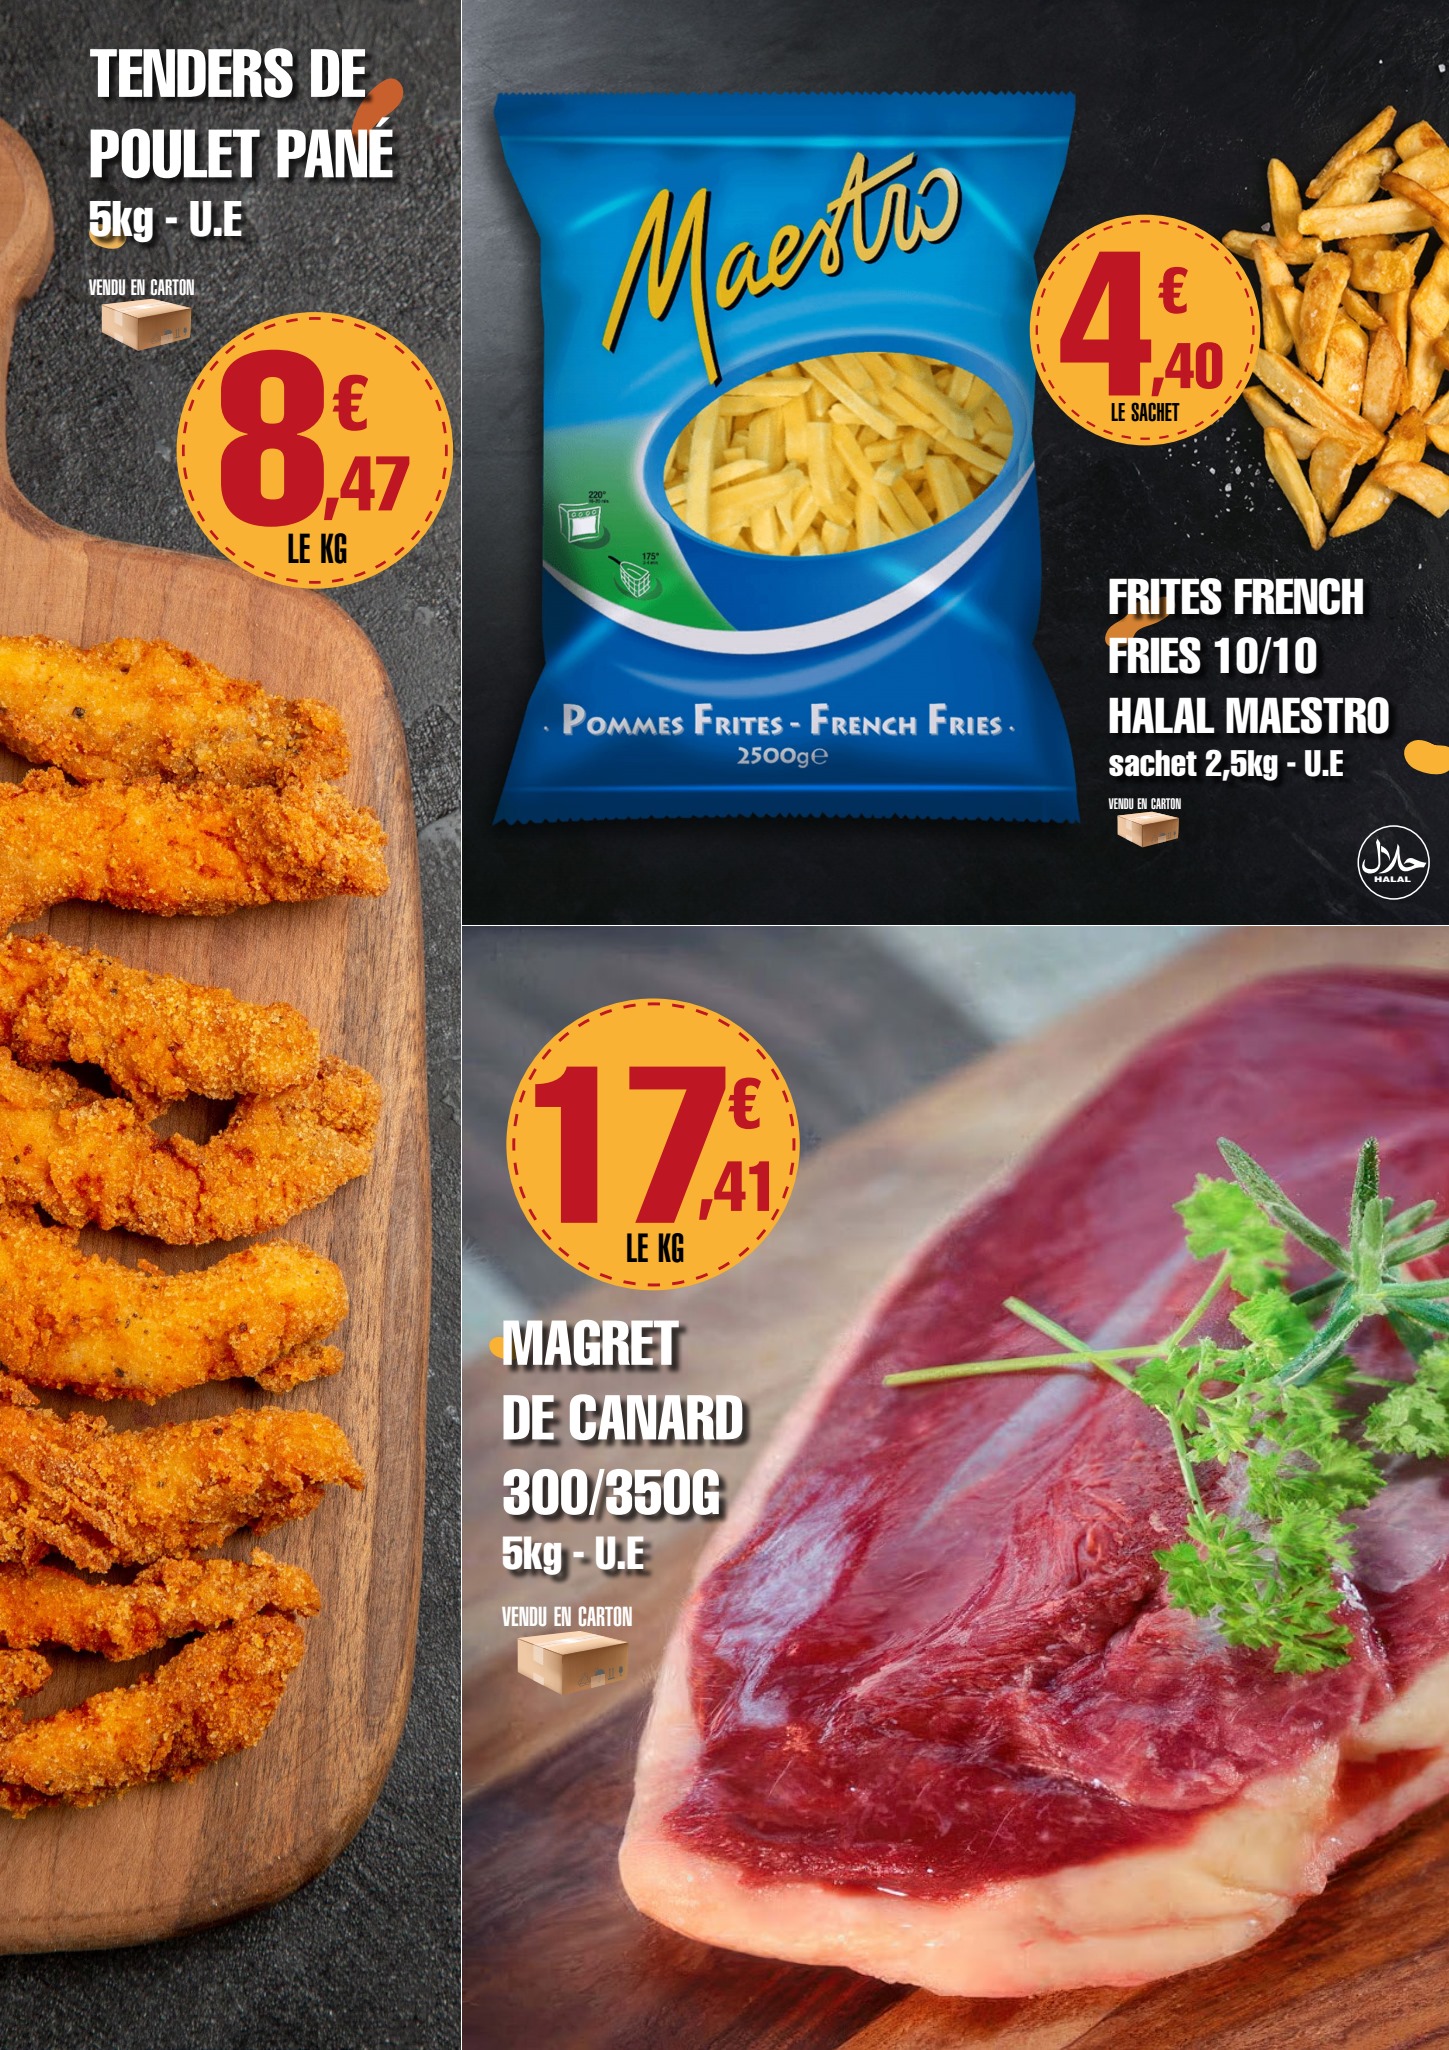 TENDERS DE
POULET PANÉ
5kg - U.E
VENDU EN CARTON
8€,47
LE KG
Maestro
220°
175°
POMMES FRITES - FRENCH FRIES
2500g℮
4€,40
LE SACHET
FRITES FRENCH
FRIES 10/10
HALAL MAESTRO
sachet 2,5kg - U.E
VENDU EN CARTON
حلال
HALAL
17€,41
LE KG
MAGRET
DE CANARD
300/350G
5kg - U.E
VENDU EN CARTON